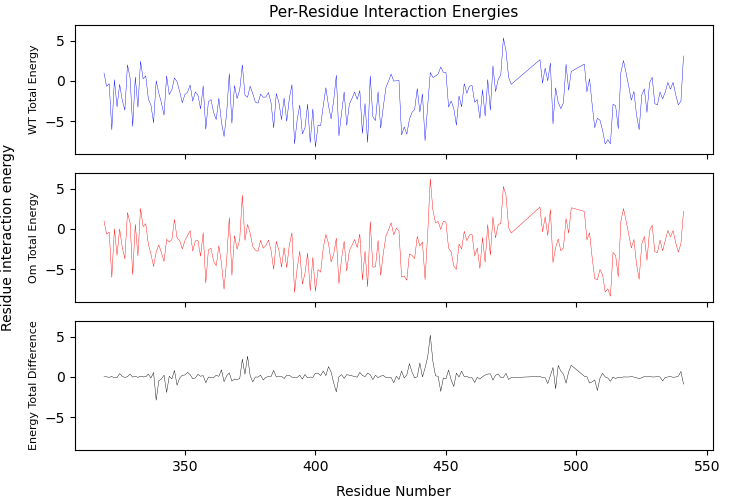 Per-Residue Interaction Energies
Residue interaction energy
WT Total Energy
5
0
−5
Om Total Energy
5
0
−5
Energy Total Difference
5
0
−5
350 400 450 500 550
Residue Number